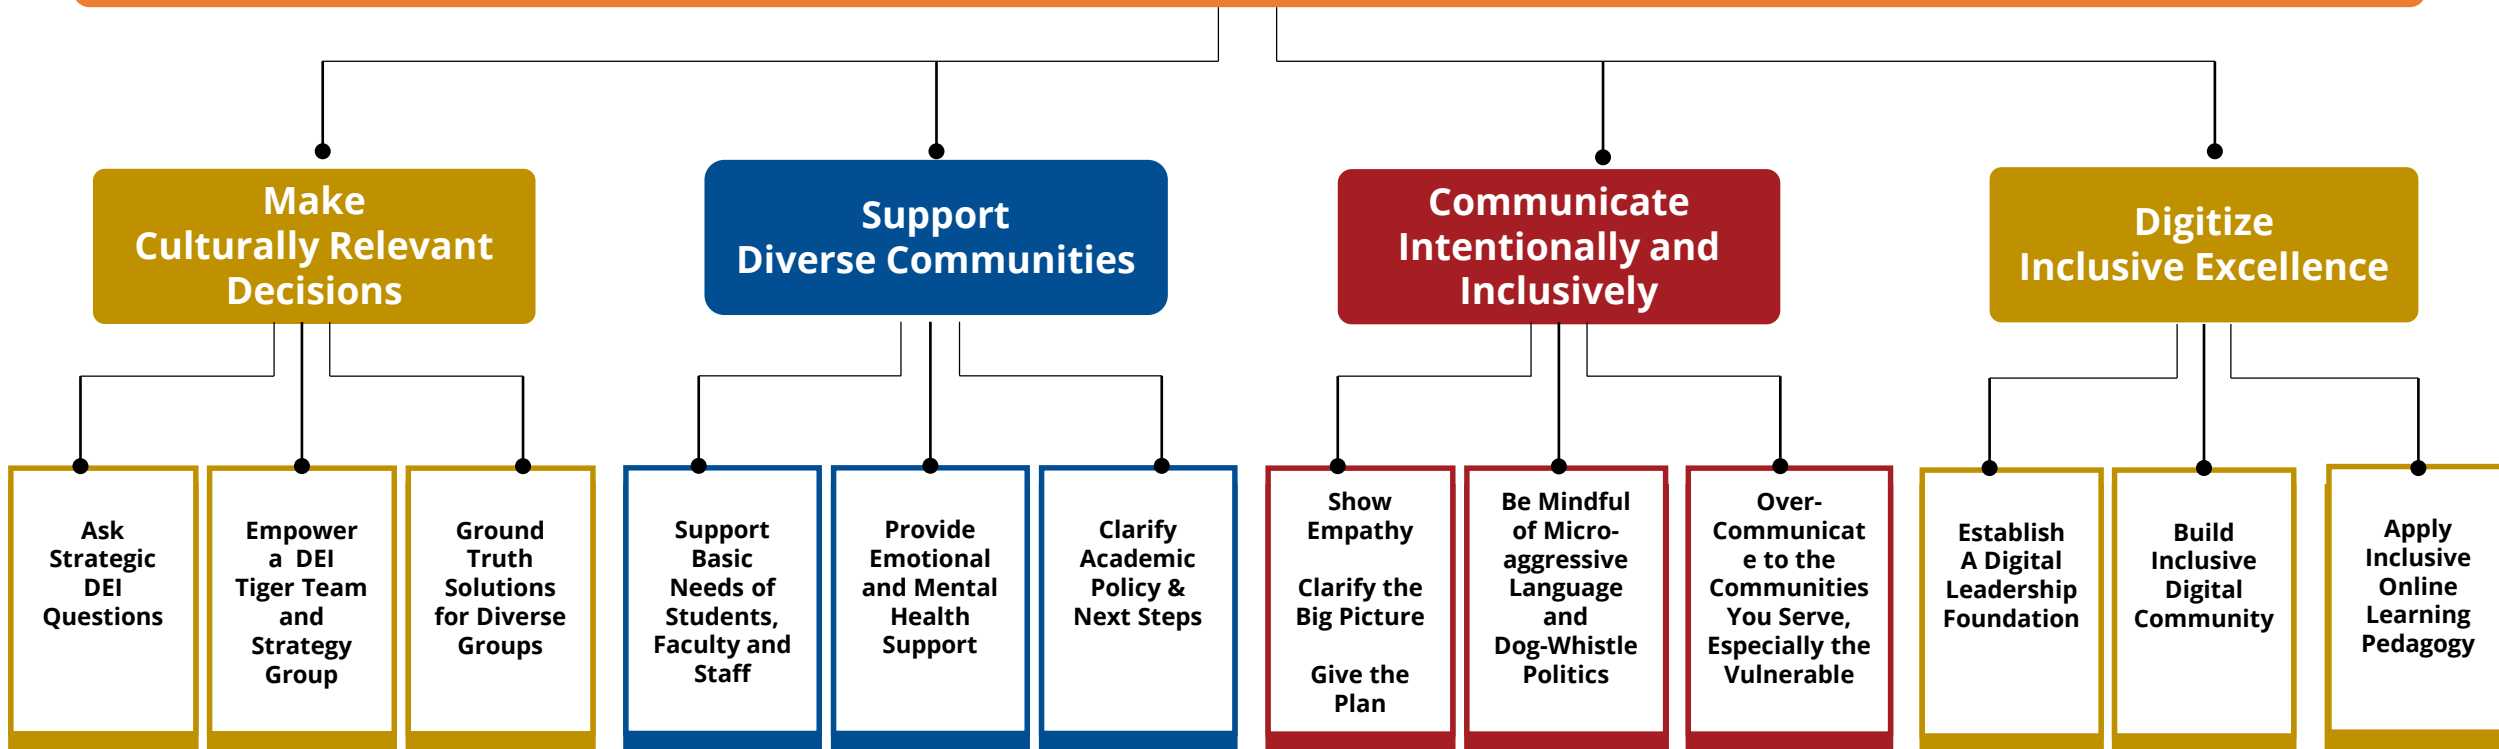 Make
Culturally Relevant
Decisions
Support
Diverse Communities
Communicate
Intentionally and
Inclusively
Digitize
Inclusive Excellence
Ask
Strategic
DEI
Questions
Empower
a DEI
Tiger Team
and
Strategy
Group
Ground
Truth
Solutions
for Diverse
Groups
Support
Basic
Needs of
Students,
Faculty and
Staff
Provide
Emotional
and Mental
Health
Support
Clarify
Academic
Policy &
Next Steps
Show
Empathy
Clarify the
Big Picture
Give the
Plan
Be Mindful
of Micro-
aggressive
Language
and
Dog-Whistle
Politics
Over-
Communicat
e to the
Communities
You Serve,
Especially the
Vulnerable
Establish
A Digital
Leadership
Foundation
Build
Inclusive
Digital
Community
Apply
Inclusive
Online
Learning
Pedagogy